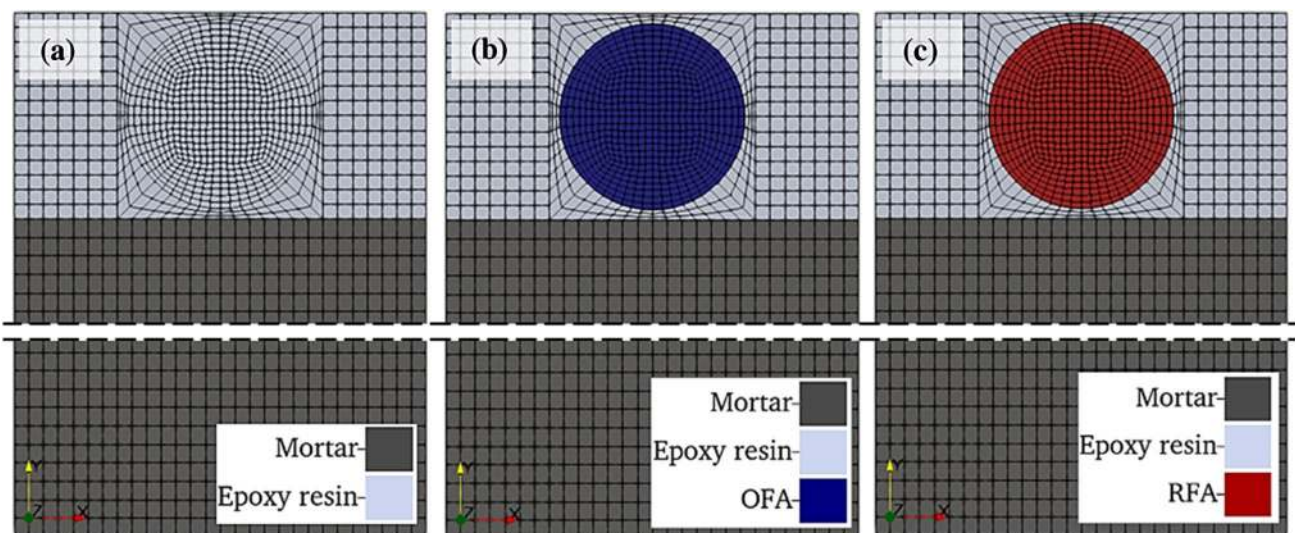 (a)
Mortar
Epoxy resin
Y
Z
X
(b)
Mortar
Epoxy resin
OFA
Y
Z
X
(c)
Mortar
Epoxy resin
RFA
Y
Z
X